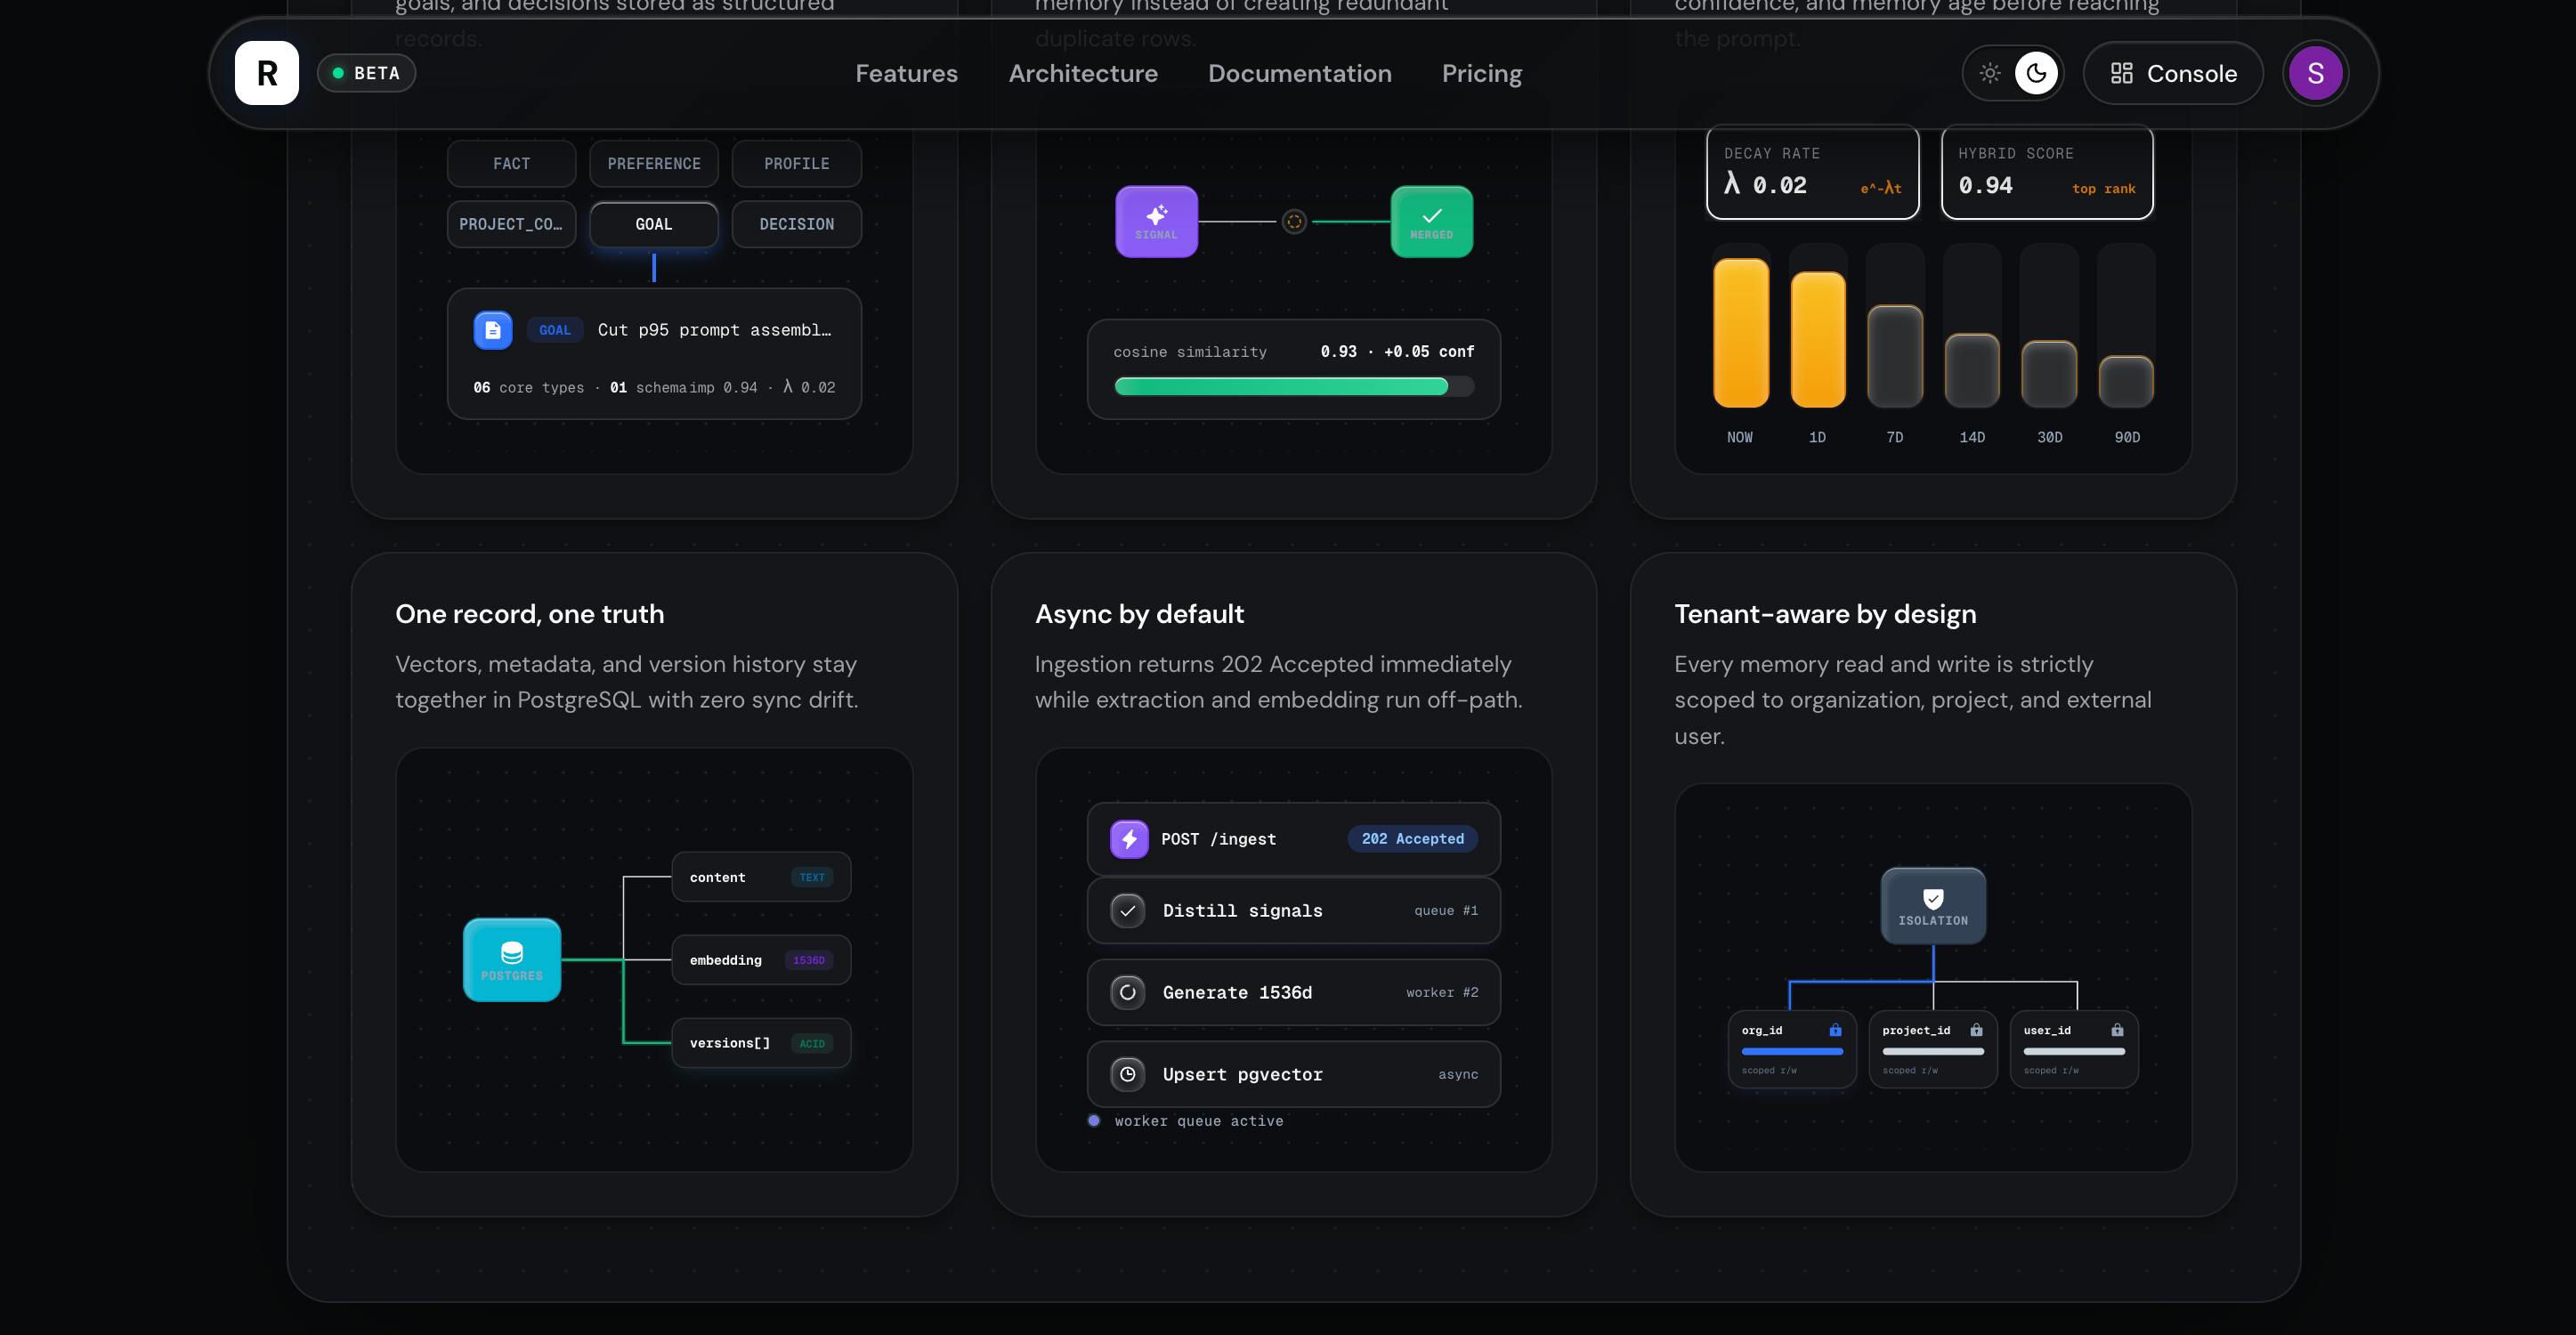 goals, and decisions stored as structured
records.
memory instead of creating redundant
duplicate rows.
confidence, and memory age before reaching
the prompt.
R
BETA
Features
Architecture
Documentation
Pricing
Console
S
FACT
PREFERENCE
PROFILE
PROJECT_CO…
GOAL
DECISION
GOAL
Cut p95 prompt assembl…
06 core types · 01 schema
imp 0.94 · λ 0.02
SIGNAL
MERGED
cosine similarity
0.93 · +0.05 conf
DECAY RATE
λ 0.02
e^-λt
HYBRID SCORE
0.94
top rank
NOW
1D
7D
14D
30D
90D
One record, one truth
Vectors, metadata, and version history stay
together in PostgreSQL with zero sync drift.
POSTGRES
content
TEXT
embedding
1536D
versions[]
ACID
Async by default
Ingestion returns 202 Accepted immediately
while extraction and embedding run off-path.
POST /ingest
202 Accepted
Distill signals
queue #1
Generate 1536d
worker #2
Upsert pgvector
async
worker queue active
Tenant-aware by design
Every memory read and write is strictly
scoped to organization, project, and external
user.
ISOLATION
org_id
scoped r/w
project_id
scoped r/w
user_id
scoped r/w